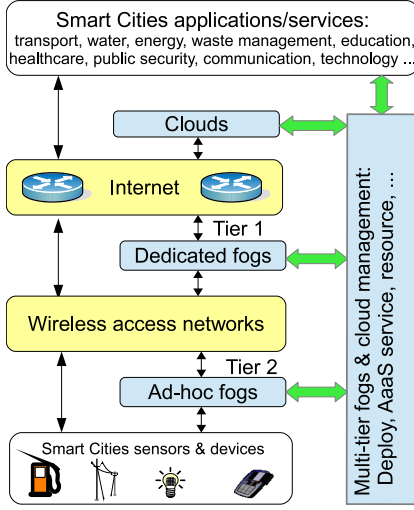 Smart Cities applications/services:
transport, water, energy, waste management, education,
healthcare, public security, communication, technology ...
Clouds
Internet
Tier 1
Dedicated fogs
Wireless access networks
Tier 2
Ad-hoc fogs
Smart Cities sensors & devices
Multi-tier fogs & cloud management:
Deploy, AaaS service, resource, ...